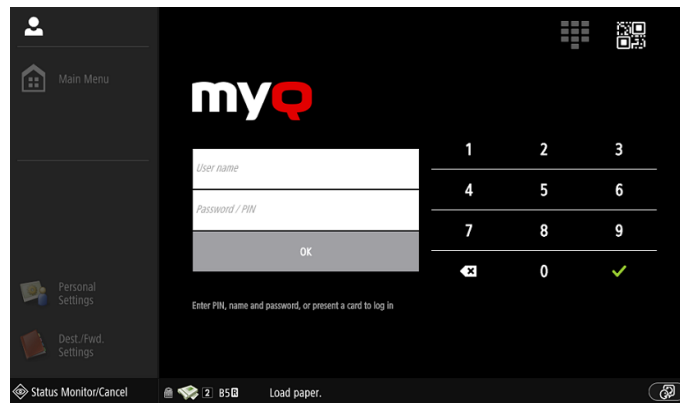 Main Menu
myQ
User name
Password / PIN
OK
1 2 3
4 5 6
7 8 9
0
Enter PIN, name and password, or present a card to log in
Personal
Settings
Dest./Fwd.
Settings
Status Monitor/Cancel
2 B5R Load paper.